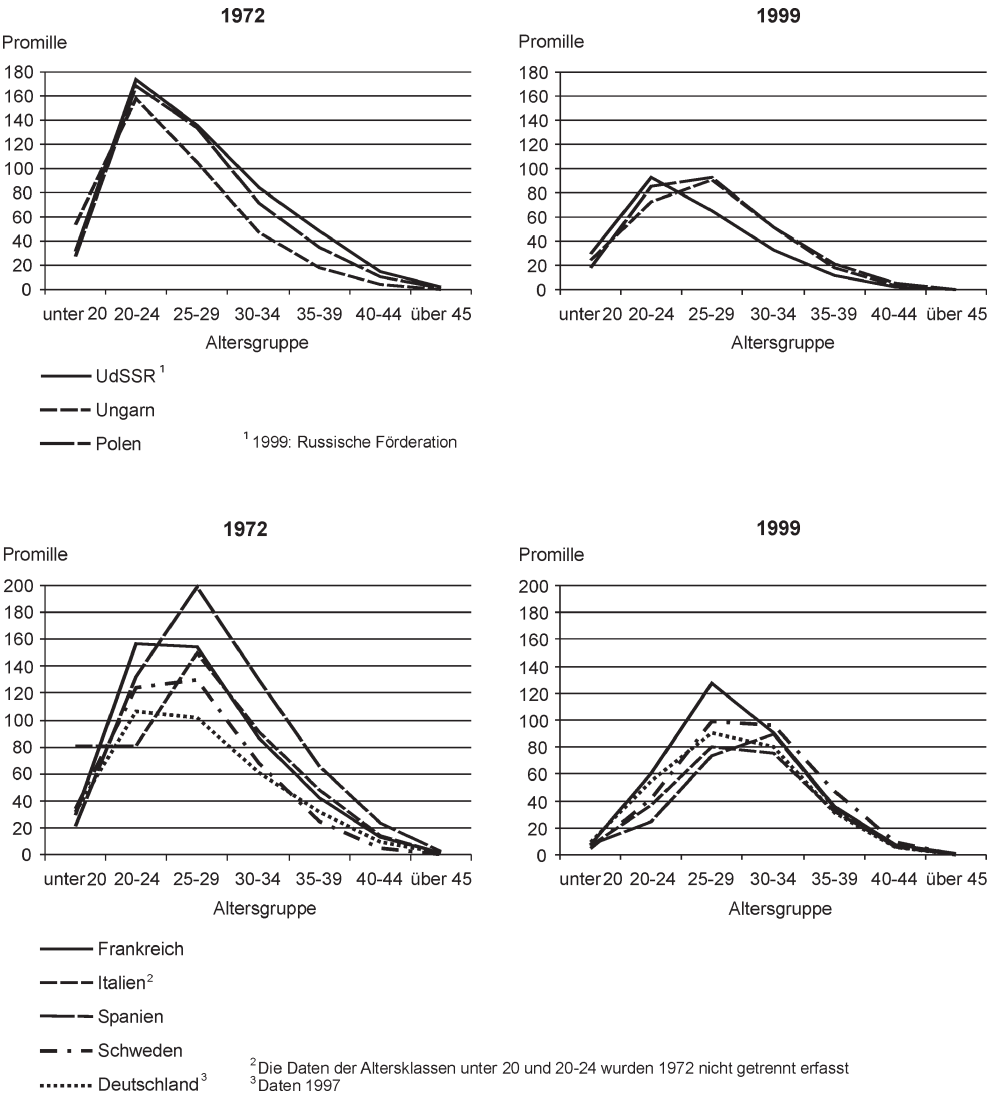 1972
Promille
180
160
140
120
100
80
60
40
20
0
unter 20 20-24 25-29 30-34 35-39 40-44 über 45
Altersgruppe
1999
Promille
180
160
140
120
100
80
60
40
20
0
unter 20 20-24 25-29 30-34 35-39 40-44 über 45
Altersgruppe
UdSSR ¹
Ungarn
Polen
¹ 1999: Russische Förderation
1972
Promille
200
180
160
140
120
100
80
60
40
20
0
unter 20 20-24 25-29 30-34 35-39 40-44 über 45
Altersgruppe
1999
Promille
200
180
160
140
120
100
80
60
40
20
0
unter 20 20-24 25-29 30-34 35-39 40-44 über 45
Altersgruppe
Frankreich
Italien²
Spanien
Schweden
Deutschland³
² Die Daten der Altersklassen unter 20 und 20-24 wurden 1972 nicht getrennt erfasst
³ Daten 1997